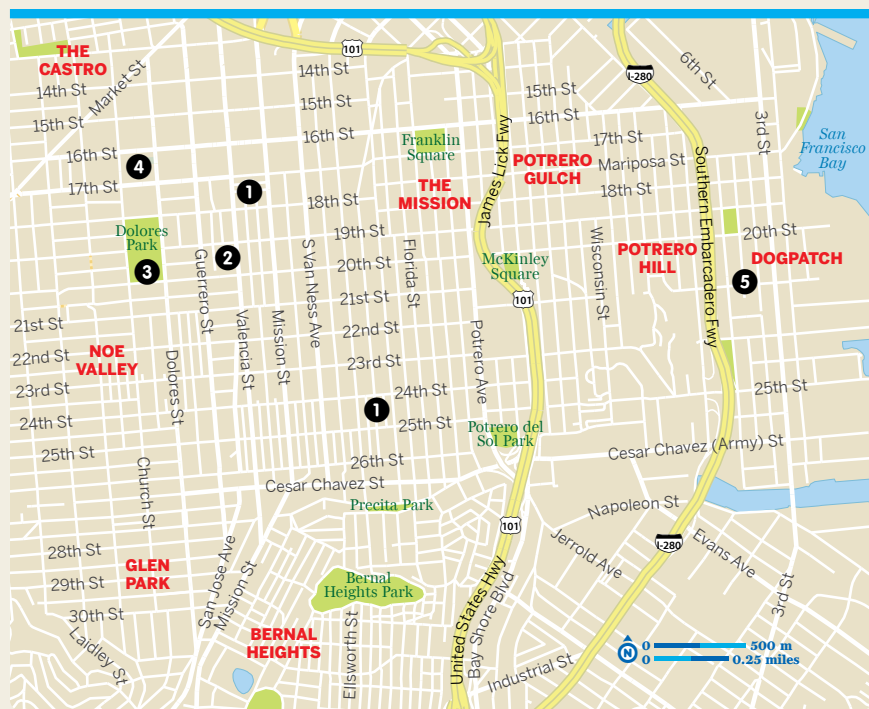 THE
CASTRO
101
14th St
I-280
6th St
14th St
Market St
15th St
15th St
16th St
15th St
16th St
3rd St
16th St
17th St
4
1
Franklin
Square
James Lick Fwy
17th St
Mariposa St
18th St
POTRERO
GULCH
Southern Embarcadero Fwy
San
Francisco
Bay
18th St
THE
MISSION
Dolores
Park
3
Guerrero St
2
S Van Ness Ave
19th St
20th St
Florida St
McKinley
Square
101
Wisconsin St
POTRERO
HILL
20th St
DOGPATCH
5
21st St
22nd St
23rd St
24th St
25th St
NOE
VALLEY
Dolores St
Valencia St
Mission St
21st St
22nd St
23rd St
Potrero Ave
24th St
1
25th St
25th St
Potrero del
Sol Park
26th St
Cesar Chavez (Army) St
Cesar Chavez St
Church St
Precita Park
101
Napoleon St
Jerrold Ave
I-280
Evans Ave
28th St
29th St
30th St
GLEN
PARK
San Jose Ave
Mission St
Bernal
Heights Park
3rd St
Laidley St
BERNAL
HEIGHTS
Ellsworth St
United States Hwy
Bay Shore Blvd
Industrial St
N
0 500 m
0 0.25 miles